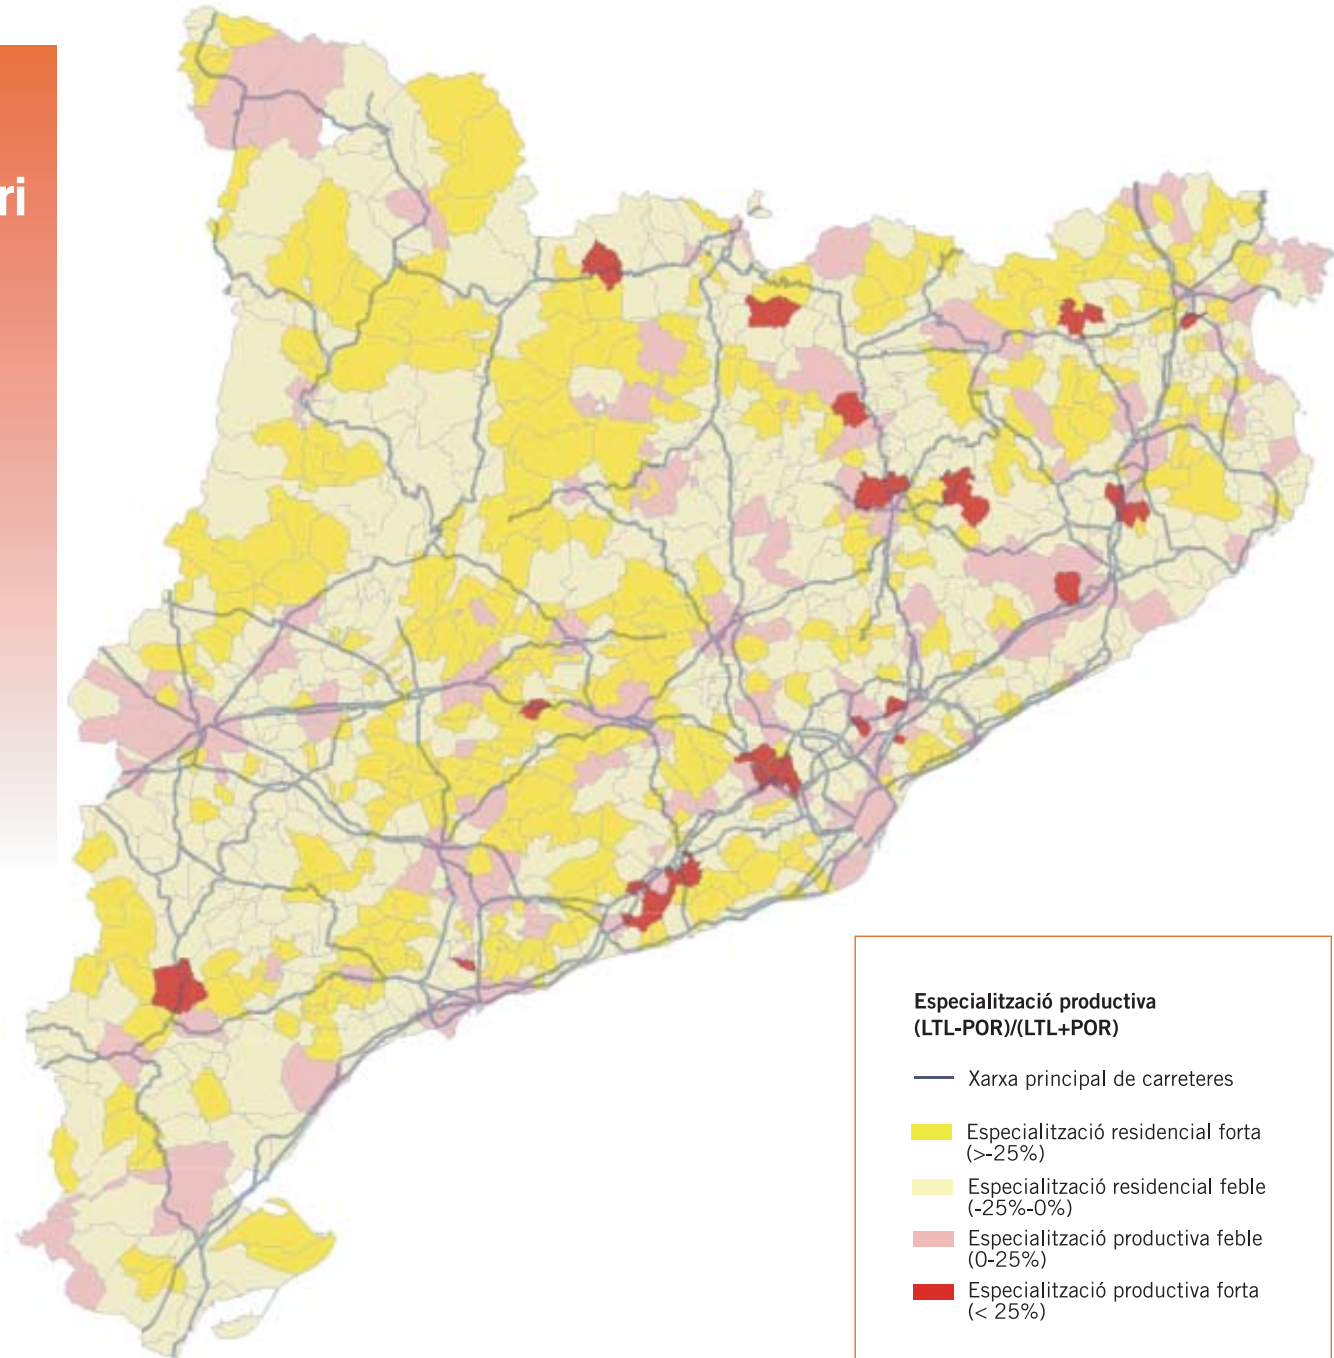 ri
Especialització productiva
(LTL-POR)/(LTL+POR)
Xarxa principal de carreteres
Especialització residencial forta
(>-25%)
Especialització residencial feble
(-25%-0%)
Especialització productiva feble
(0-25%)
Especialització productiva forta
(< 25%)